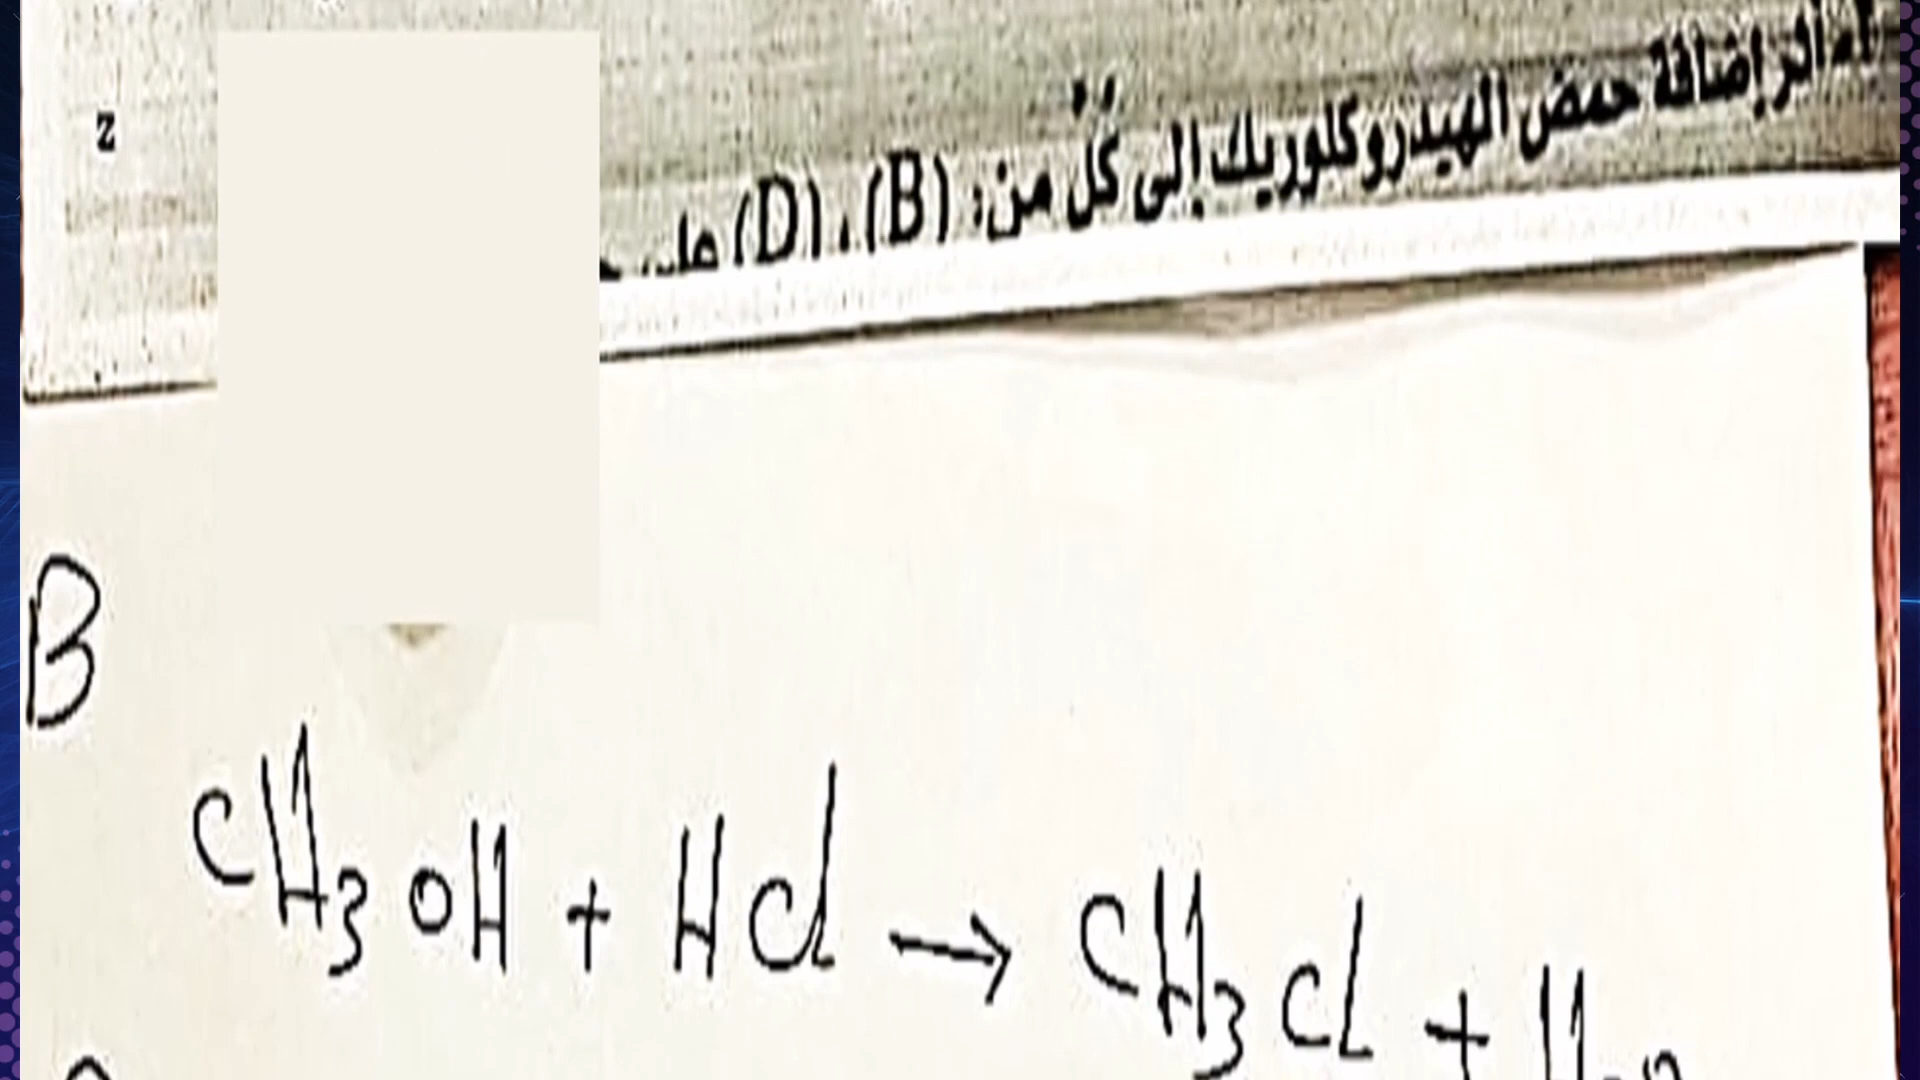 z
أثر إضافة حمض الهيدروكلوريك إلى كُلِّ من: (B)، (D)
B
CH3OH + HCl → CH3Cl +